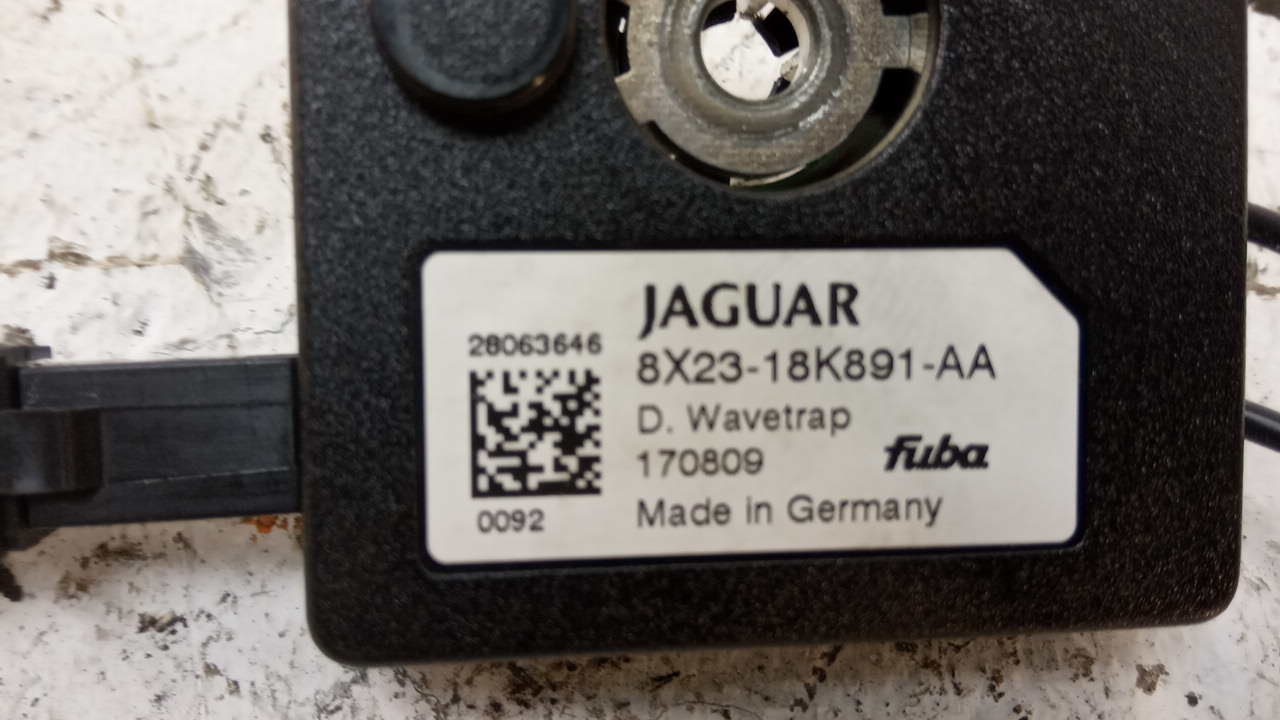 JAGUAR
28063646
8X23-18K891-AA
D. Wavetrap
170809
fuba
0092
Made in Germany